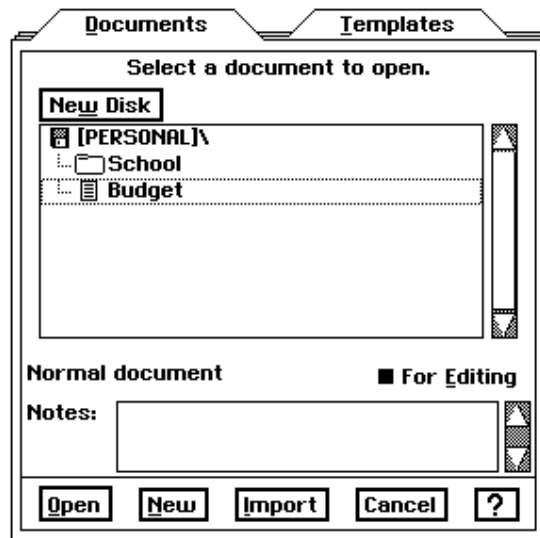 Documents Templates
Select a document to open.
New Disk
[PERSONAL]\
School
Budget
Normal document For Editing
Notes:
Open New Import Cancel ?